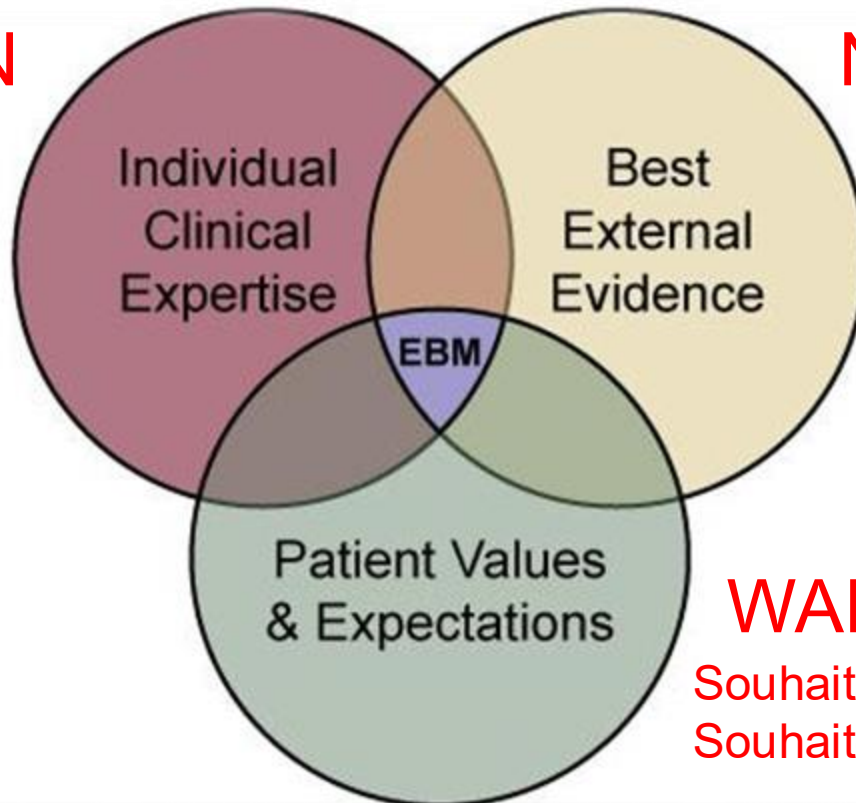 N
N
Individual
Clinical
Expertise
Best
External
Evidence
EBM
Patient Values
& Expectations
Souhait
Souhait